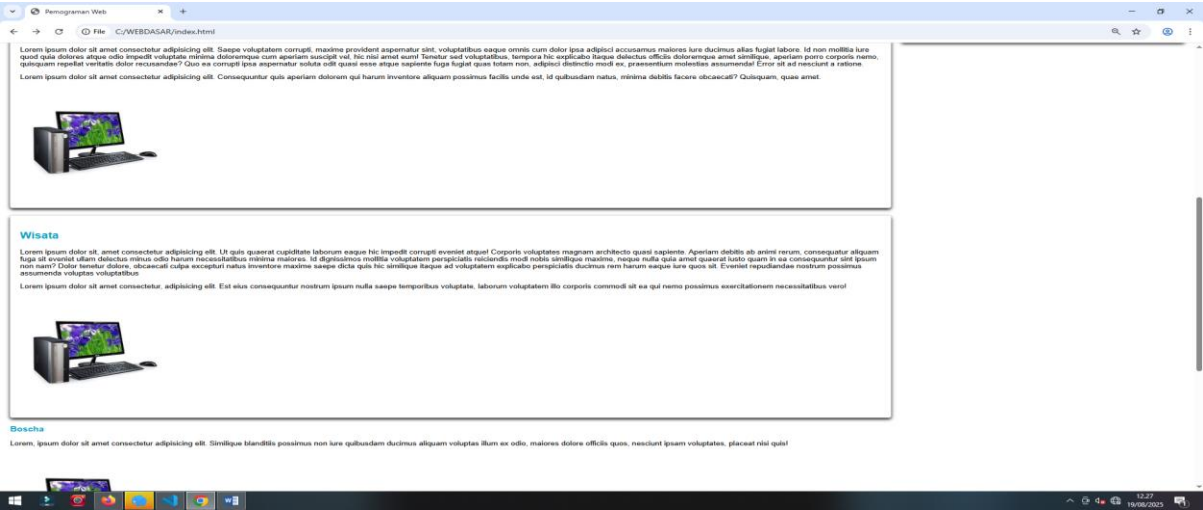 Pemograman Web
File C:/WEBDASAR/index.html
Lorem ipsum dolor sit amet consectetur adipisicing elit. Saepe voluptatem corrupti, maxime provident aspernatur sint, voluptatibus eaque omnis cum dolor ipsa adipisci accusamus maiores iure ducimus alias fugiat labore. Id non mollitia iure
quod quia dolores atque odio impedit voluptate minima doloremque cum aperiam suscipit vel, hic nisi amet eum! Tenetur sed voluptatibus, tempora hic explicabo itaque delectus officiis doloremque amet similique, aperiam porro corporis nemo,
quisquam repellat veritatis dolor recusandae? Quo ea corrupti ipsa aspernatur soluta odit quasi esse atque sapiente fuga fugiat quas totam non, adipisci distinctio modi ex, praesentium molestias assumenda! Error sit ad nesciunt a ratione.
Lorem ipsum dolor sit amet consectetur adipisicing elit. Consequuntur quis aperiam dolorem qui harum inventore aliquam possimus facilis unde est, id quibusdam natus, minima debitis facere obcaecati? Quisquam, quae amet.
Wisata
Lorem ipsum dolor sit, amet consectetur adipisicing elit. Ut quis quaerat cupiditate laborum eaque hic impedit corrupti eveniet atque! Corporis voluptates magnam architecto quasi sapiente. Aperiam debitis ab animi rerum, consequatur aliquam
fuga sit eveniet ullam delectus minus odio harum necessitatibus minima maiores. Id dignissimos mollitia voluptatem perspiciatis reiciendis modi nobis similique maxime, neque nulla quia amet quaerat iusto quam in ea consequuntur sint ipsum
non nam? Dolor tenetur dolore, obcaecati culpa excepturi natus inventore maxime saepe dicta quis hic similique itaque ad voluptatem explicabo perspiciatis ducimus rem harum eaque iure quos sit. Eveniet repudiandae nostrum possimus
assumenda voluptas voluptatibus
Lorem ipsum dolor sit amet consectetur, adipisicing elit. Est eius consequuntur nostrum ipsum nulla saepe temporibus voluptate, laborum voluptatem illo corporis commodi sit ea qui nemo possimus exercitationem necessitatibus vero!
Boscha
Lorem, ipsum dolor sit amet consectetur adipisicing elit. Similique blanditiis possimus non iure quibusdam ducimus aliquam voluptas illum ex odio, maiores dolore officiis quos, nesciunt ipsam voluptates, placeat nisi quis!
12.27
19/08/2025